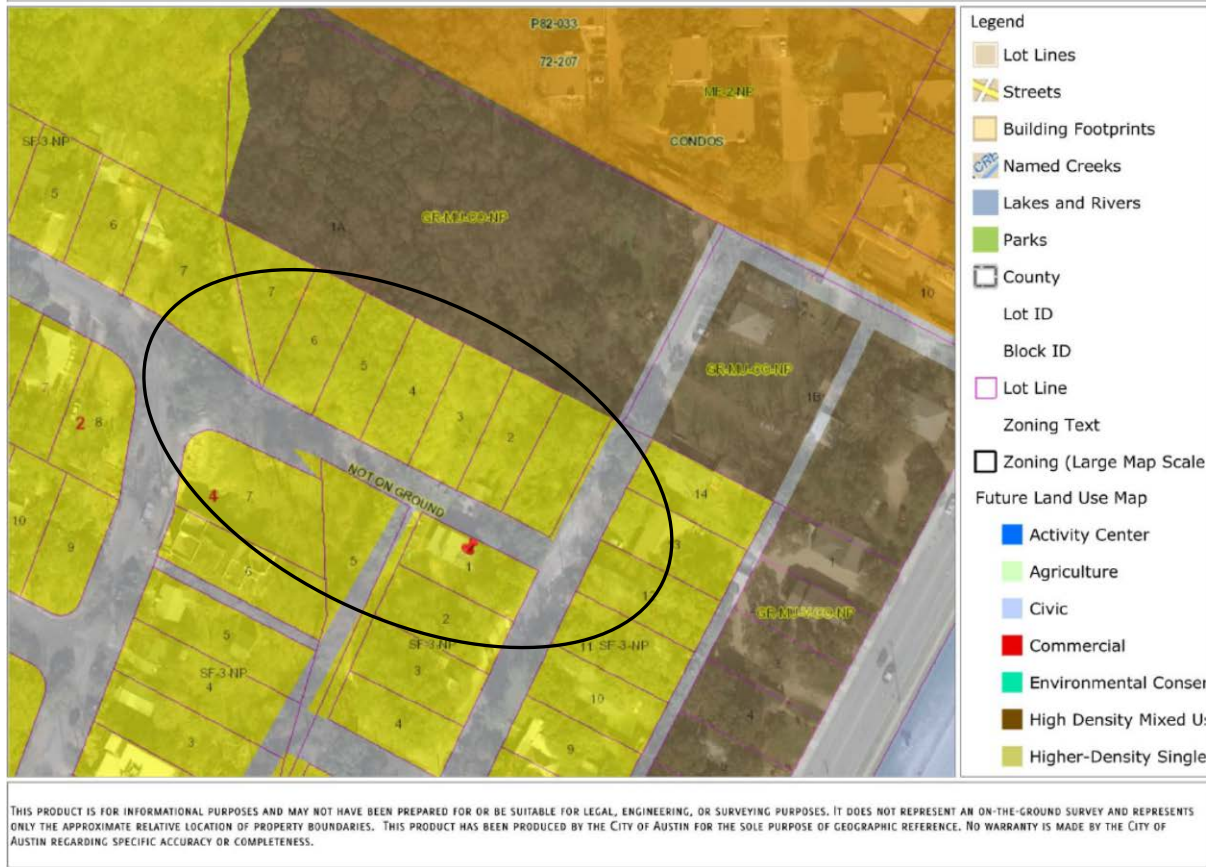 P82-033
72-207
MF-2-NP
CONDOS
SF-3-NP
5
6
7
1A
GR-MU-CO-NP
10
7
6
5
4
3
2
GR-MU-CO-NP
1B
2
8
4
7
NOT ON GROUND
14
1
5
6
10
9
12
2
GR-MU-V-CO-NP
1
5
SF-3-NP
4
SF-3-NP
3
11 SF-3-NP
10
4
4
3
9
Legend
Lot Lines
Streets
Building Footprints
CRE
Named Creeks
Lakes and Rivers
Parks
County
Lot ID
Block ID
Lot Line
Zoning Text
Zoning (Large Map Scale
Future Land Use Map
Activity Center
Agriculture
Civic
Commercial
Environmental Conser
High Density Mixed Us
Higher-Density Single
THIS PRODUCT IS FOR INFORMATIONAL PURPOSES AND MAY NOT HAVE BEEN PREPARED FOR OR BE SUITABLE FOR LEGAL, ENGINEERING, OR SURVEYING PURPOSES. IT DOES NOT REPRESENT AN ON-THE-GROUND SURVEY AND REPRESENTS
ONLY THE APPROXIMATE RELATIVE LOCATION OF PROPERTY BOUNDARIES. THIS PRODUCT HAS BEEN PRODUCED BY THE CITY OF AUSTIN FOR THE SOLE PURPOSE OF GEOGRAPHIC REFERENCE. NO WARRANTY IS MADE BY THE CITY OF
AUSTIN REGARDING SPECIFIC ACCURACY OR COMPLETENESS.